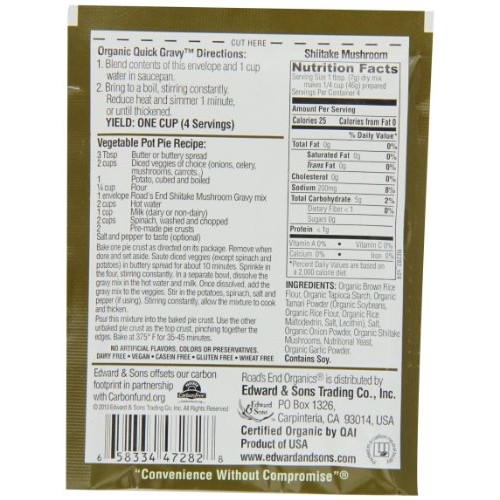 CUT HERE
Organic Quick Gravy™ Directions:
1. Blend contents of this envelope and 1 cup
water in saucepan.
2. Bring to a boil, stirring constantly.
Reduce heat and simmer 1 minute,
or until thickened.
YIELD: ONE CUP (4 Servings)
Vegetable Pot Pie Recipe:
3 Tbsp Butter or buttery spread
2 cups Diced veggies of choice (onions, celery,
mushrooms, carrots,)
1 Potato, cubed and boiled
¼ cup Flour
1 envelope Road's End Shiitake Mushroom Gravy mix
2 cups Hot water
1 cup Milk (dairy or non-dairy)
2 cups Spinach, washed and chopped
2 Pre-made pie crusts
Salt and pepper to taste (optional)
Bake one pie crust as directed on its package. Remove when
done and set aside. Saute diced veggies (except spinach and
potatoes) in buttery spread for about 10 minutes. Sprinkle in
the four, stirring constantly. In a separate bowl, dissolve the
gravy mix in the hot water and milk. Once dissolved, add the
gravy mix to the veggies. Stir in the potatoes, spinach, salt and
pepper (if using). Stirring constantly, allow the mixture to cook
and thicken.
Pour this mixture into the baked pie crust. Use the other
unbaked pie crust as the top crust, pinching together the
edges. Bake at 375° F for 35-45 minutes.
NO ARTIFICIAL FLAVORS, COLORS OR PRESERVATIVES.
DAIRY FREE • VEGAN • CASEIN FREE • GLUTEN FREE • WHEAT FREE
Edward & Sons offsets our carbon
footprint in partnership
with Carbonfund.org
Carbonfree
© 2010 Edward & Sons Trading Co., Inc. All Rights Reserved.
6 58334 47282 8
Shiitake Mushroom
Nutrition Facts
Serving Size 1 tbsp. (7g) dry mix
makes 1/4 cup (46g) prepared
Servings Per Container 4
Amount Per Serving
Calories 25 Calories from Fat 0
% Daily Value*
Total Fat 0g 0%
Saturated Fat 0g 0%
Trans Fat 0g 0%
Cholesterol 0g 0%
Sodium 200mg 8%
Total Carbohydrate 5g 2%
Dietary Fiber <1 8%
Sugars 0g
Protein <1g
Vitamin A 0% • Vitamin C 0%
Calcium 0% • Iron 0%
*Percent Daily Values are based on
a 2,000 calorie diet.
INGREDIENTS: Organic Brown Rice
Flour, Organic Tapioca Starch, Organic
Tamari Powder (Organic Soybeans,
Organic Rice Flour, Organic Rice
Maltodextrin, Salt, Lecithin), Salt,
Organic Onion Powder, Organic Shiitake
Mushrooms, Nutritional Yeast,
Organic Garlic Powder.
Contains Soy.
Road's End Organics® is distributed by
Edward & Sons Trading Co., Inc.
Edward & Sons
PO Box 1326,
Carpinteria, CA 93014, USA
Certified Organic by QAI
Product of USA
www.edwardandsons.com
"Convenience Without Compromise"®